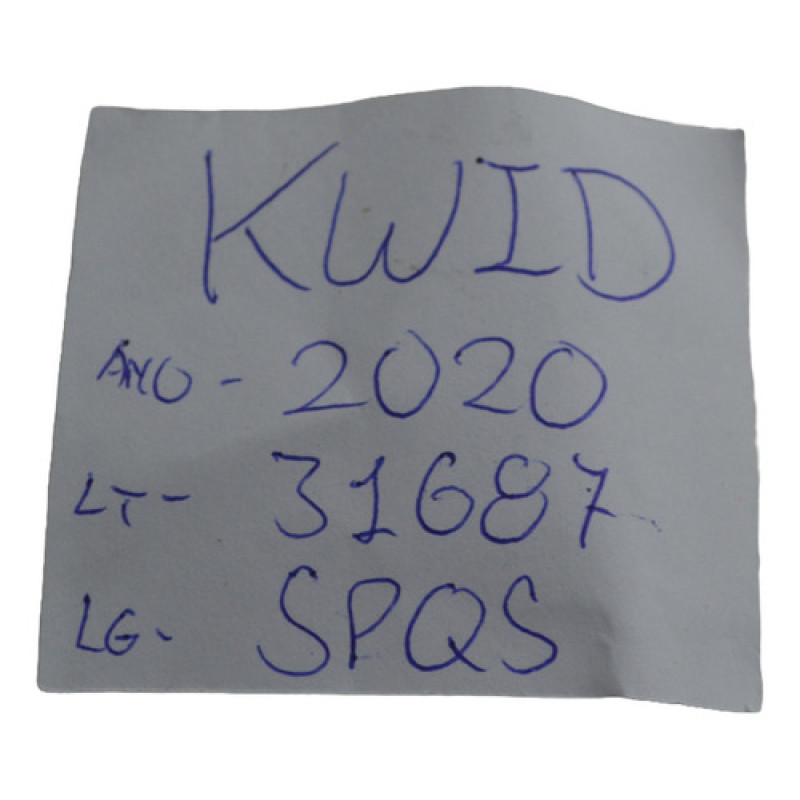 KWID
ANO - 2020
LT - 31687
LG - SPQS